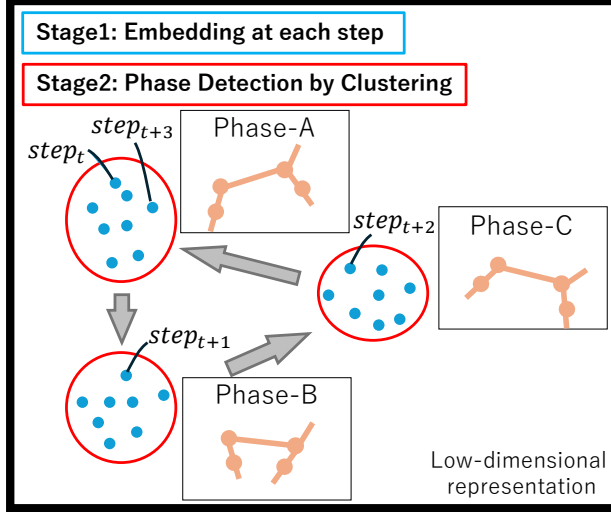 Stage1: Embedding at each step
Stage2: Phase Detection by Clustering
step_{t+3}
step_t
Phase-A
step_{t+2}
Phase-C
step_{t+1}
Phase-B
Low-dimensional
representation